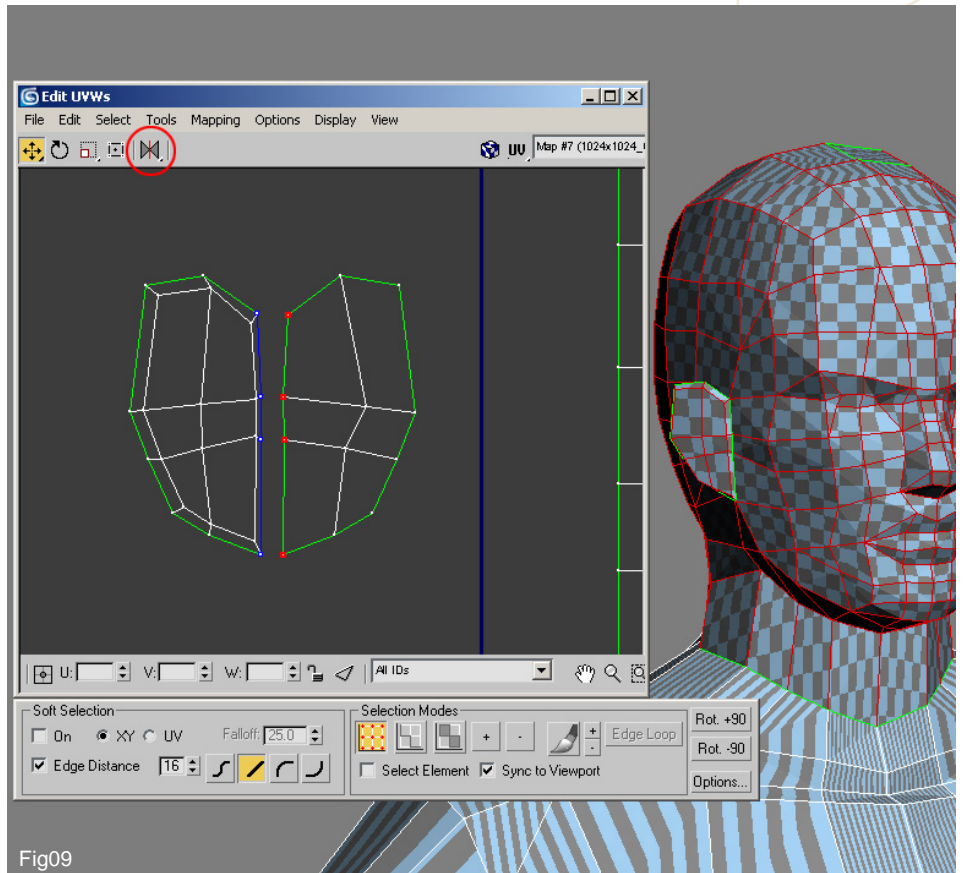 Edit UVWs
File Edit Select Tools Mapping Options Display View
UV Map #7 (1024x1024_
U: V: W: All IDs
Soft Selection
On XY UV Falloff: 25.0
Edge Distance 16
Selection Modes
+ - + - Edge Loop
Select Element Sync to Viewport
Rot. +90
Rot. -90
Options...
Fig09